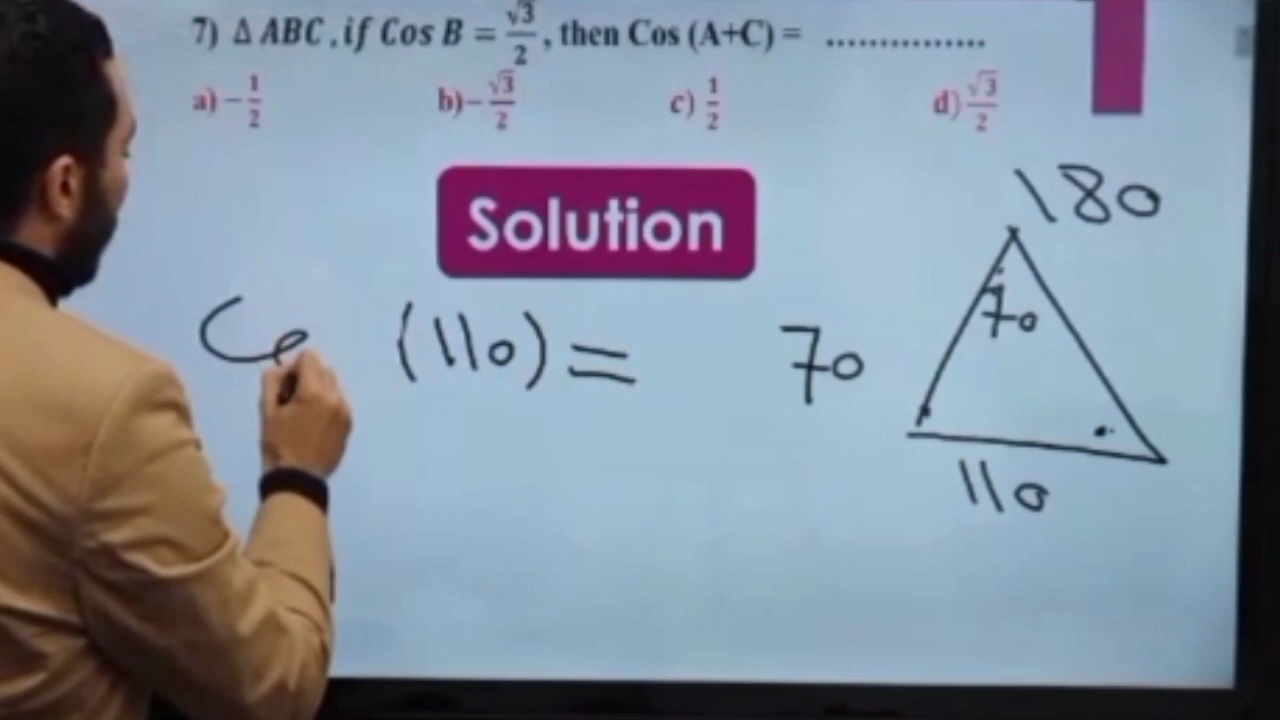 7) Δ ABC , if Cos B = √3/2 , then Cos (A+C) = ...............
a) -1/2 b) -√3/2 c) 1/2 d) √3/2
Solution
180
70
(110) = 70
110